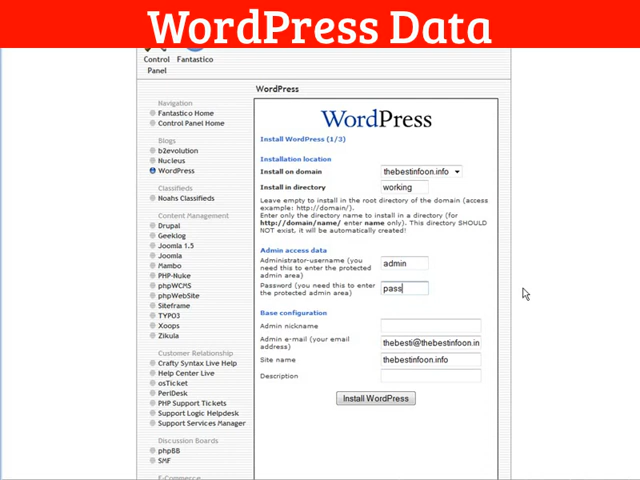 WordPress Data
Control
Panel
Fantastico
WordPress
Navigation
Fantastico Home
Control Panel Home
Blogs
b2evolution
Nucleus
WordPress
Classifieds
Noahs Classifieds
Content Management
Drupal
Geeklog
Joomla 1.5
Joomla
Mambo
PHP-Nuke
phpWCMS
phpWebSite
Siteframe
TYPO3
Xoops
Zikula
Customer Relationship
Crafty Syntax Live Help
Help Center Live
osTicket
PerlDesk
PHP Support Tickets
Support Logic Helpdesk
Support Services Manager
Discussion Boards
phpBB
SMF
E-Commerce
WordPress
Install WordPress (1/3)
Installation location
Install on domain thebestinfoon.info
Install in directory working
Leave empty to install in the root directory of the domain (access
example: http://domain/).
Enter only the directory name to install in a directory (for
http://domain/name/ enter name only). This directory SHOULD
NOT exist, it will be automatically created!
Admin access data
Administrator-username (you
need this to enter the protected
admin area)
admin
Password (you need this to enter
the protected admin area)
pass
Base configuration
Admin nickname
Admin e-mail (your email
address)
thebesti@thebestinfoon.in
Site name thebestinfoon.info
Description
Install WordPress